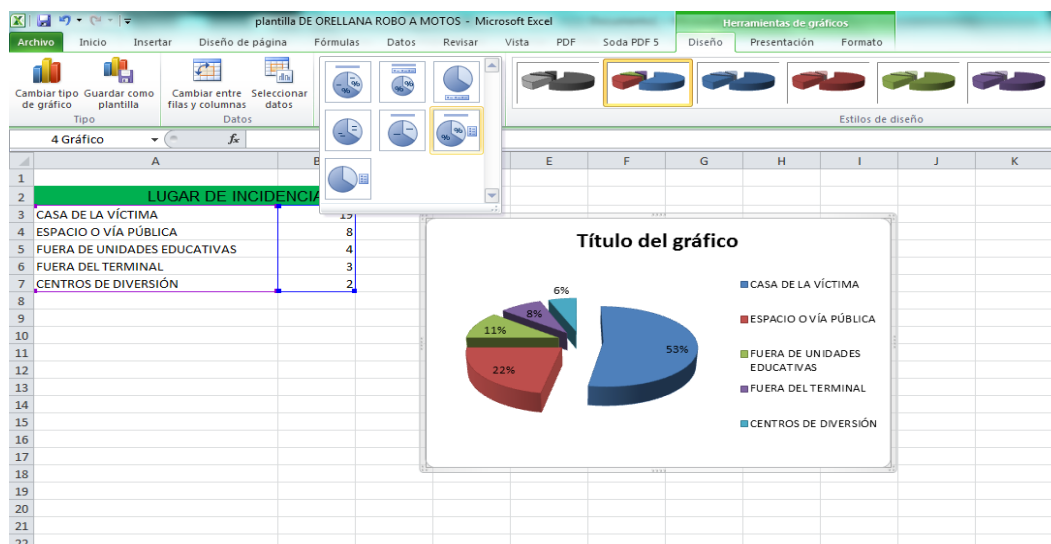 plantilla DE ORELLANA ROBO A MOTOS - Microsoft Excel
Herramientas de gráficos
Archivo Inicio Insertar Diseño de página Fórmulas Datos Revisar Vista PDF Soda PDF 5 Diseño Presentación Formato
Cambiar tipo de gráfico
Guardar como plantilla
Cambiar entre filas y columnas
Seleccionar datos
Tipo Datos Estilos de diseño
4 Gráfico fx
A B E F G H I J K
1
2 LUGAR DE INCIDENCIA
3 CASA DE LA VÍCTIMA 19
4 ESPACIO O VÍA PÚBLICA 8
5 FUERA DE UNIDADES EDUCATIVAS 4
6 FUERA DEL TERMINAL 3
7 CENTROS DE DIVERSIÓN 2
8
9
10
11
12
13
14
15
16
17
18
19
20
21
22
Título del gráfico
6%
8%
11%
53%
22%
CASA DE LA VÍCTIMA
ESPACIO O VÍA PÚBLICA
FUERA DE UNIDADES
EDUCATIVAS
FUERA DEL TERMINAL
CENTROS DE DIVERSIÓN